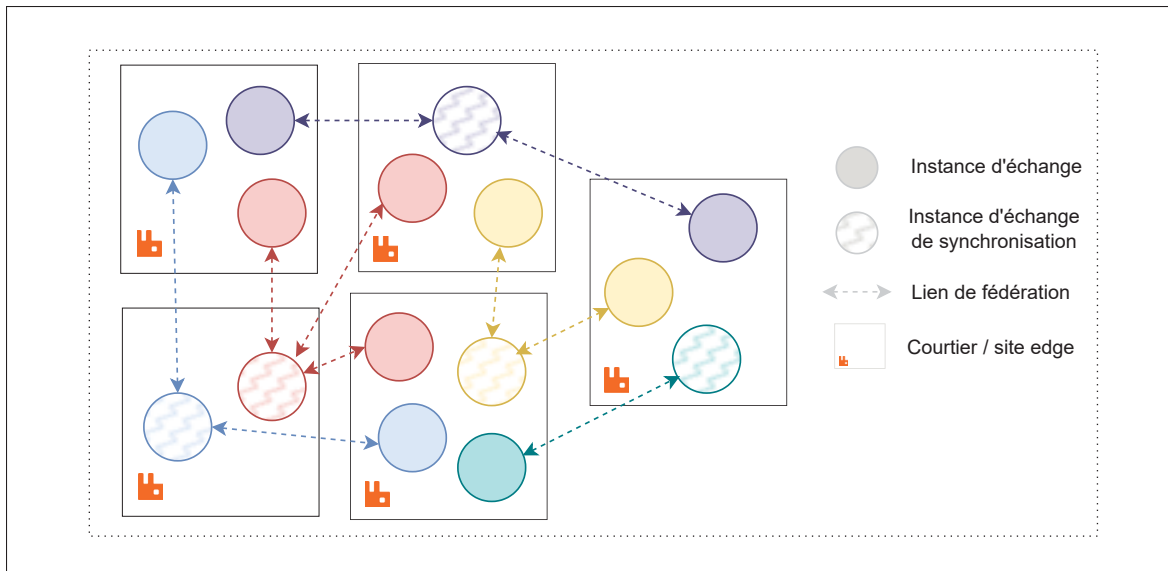 Instance d'échange
Instance d'échange
de synchronisation
Lien de fédération
Courtier / site edge